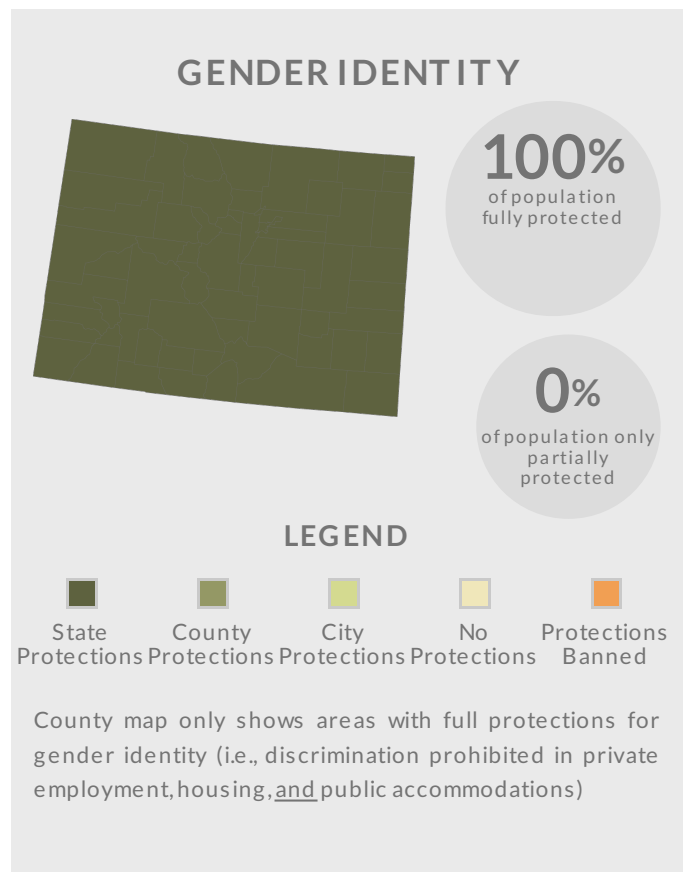 GENDER IDENTITY
100%
of population
fully protected
0%
of population only
partially
protected
LEGEND
State
Protections
County
Protections
City
Protections
No
Protections
Protections
Banned
County map only shows areas with full protections for
gender identity (i.e., discrimination prohibited in private
employment, housing, and public accommodations)